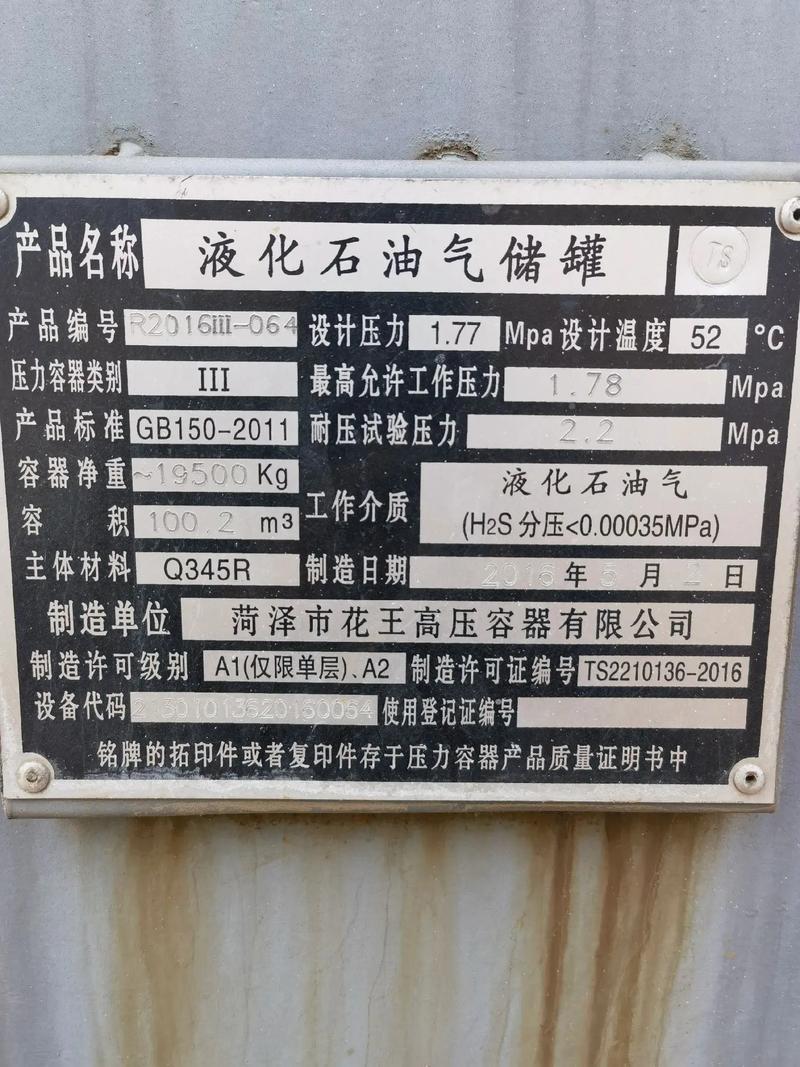 产品名称 液化石油气储罐 TS
产品编号 R2016III-064 设计压力 1.77 Mpa 设计温度 52 °C
压力容器类别 III 最高允许工作压力 1.78 Mpa
产品标准 GB150-2011 耐压试验压力 2.2 Mpa
容器净重 ~19500 Kg 工作介质 液化石油气
(H2S 分压<0.00035MPa)
容积 100.2 m³
主体材料 Q345R 制造日期 2016 年 5 月 2 日
制造单位 菏泽市花王高压容器有限公司
制造许可级别 A1(仅限单层)、A2 制造许可证编号 TS2210136-2016
设备代码 使用登记证编号
铭牌的拓印件或者复印件存于压力容器产品质量证明书中